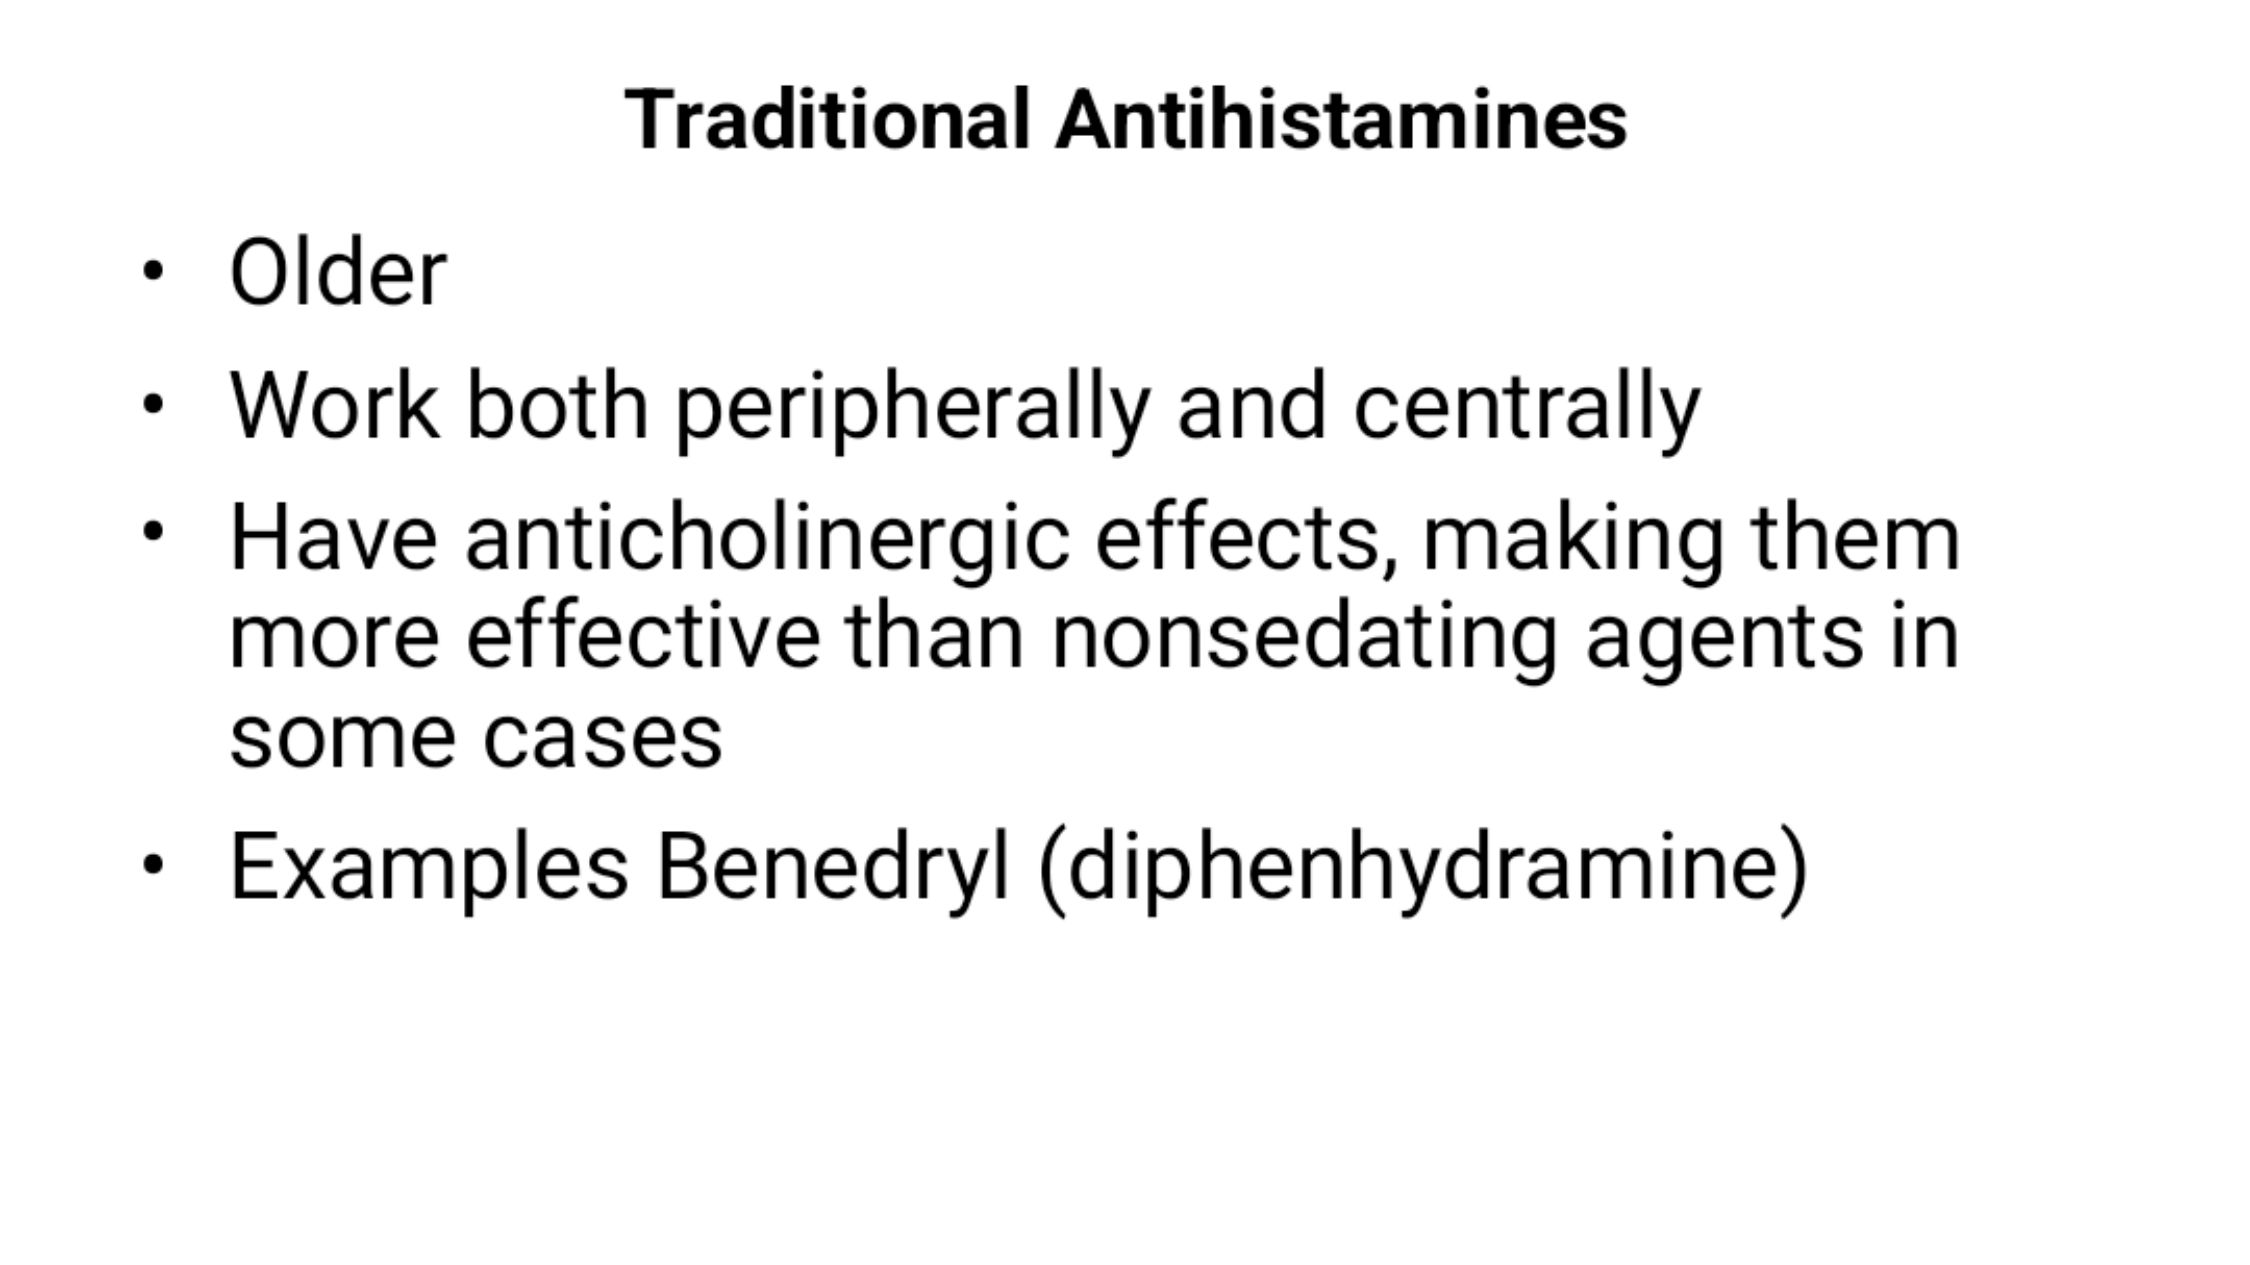 Traditional Antihistamines
• Older
• Work both peripherally and centrally
• Have anticholinergic effects, making them
more effective than nonsedating agents in
some cases
• Examples Benedryl (diphenhydramine)